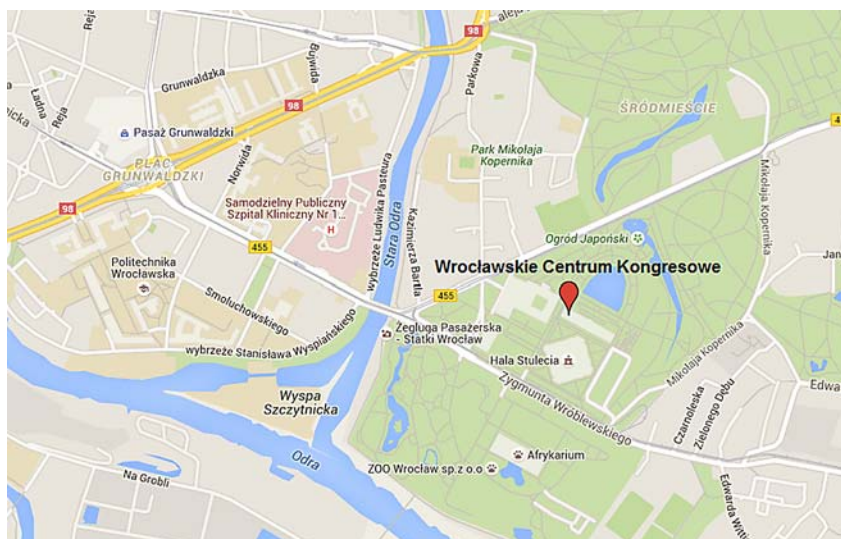 98
aleja
Reja
Grunwaldzka
Bujwida
Parkowa
Ładna
Reja
98
ŚRÓDMIEŚCIE
455
Pasaż Grunwaldzki
Park Mikołaja
Kopernika
PLAC
GRUNWALDZKI
Norwida
Mikołaja Kopernika
Samodzielny Publiczny
Szpital Kliniczny Nr 1...
H
wybrzeże Ludwika Pasteura
Stara Odra
Kazimierza Bartla
98
455
Ogród Japoński
Politechnika
Wrocławska
Wrocławskie Centrum Kongresowe
455
Smoluchowskiego
Żegluga Pasażerska
- Statki Wrocław
wybrzeże Stanisława Wyspiańskiego
Hala Stulecia
Mikołaja Kopernika
Zygmunta Wróblewskiego
Wyspa
Szczytnicka
Czarnoleska
Zielonego Dębu
Odra
Afrykarium
ZOO Wrocław sp.z o.o
Na Grobli